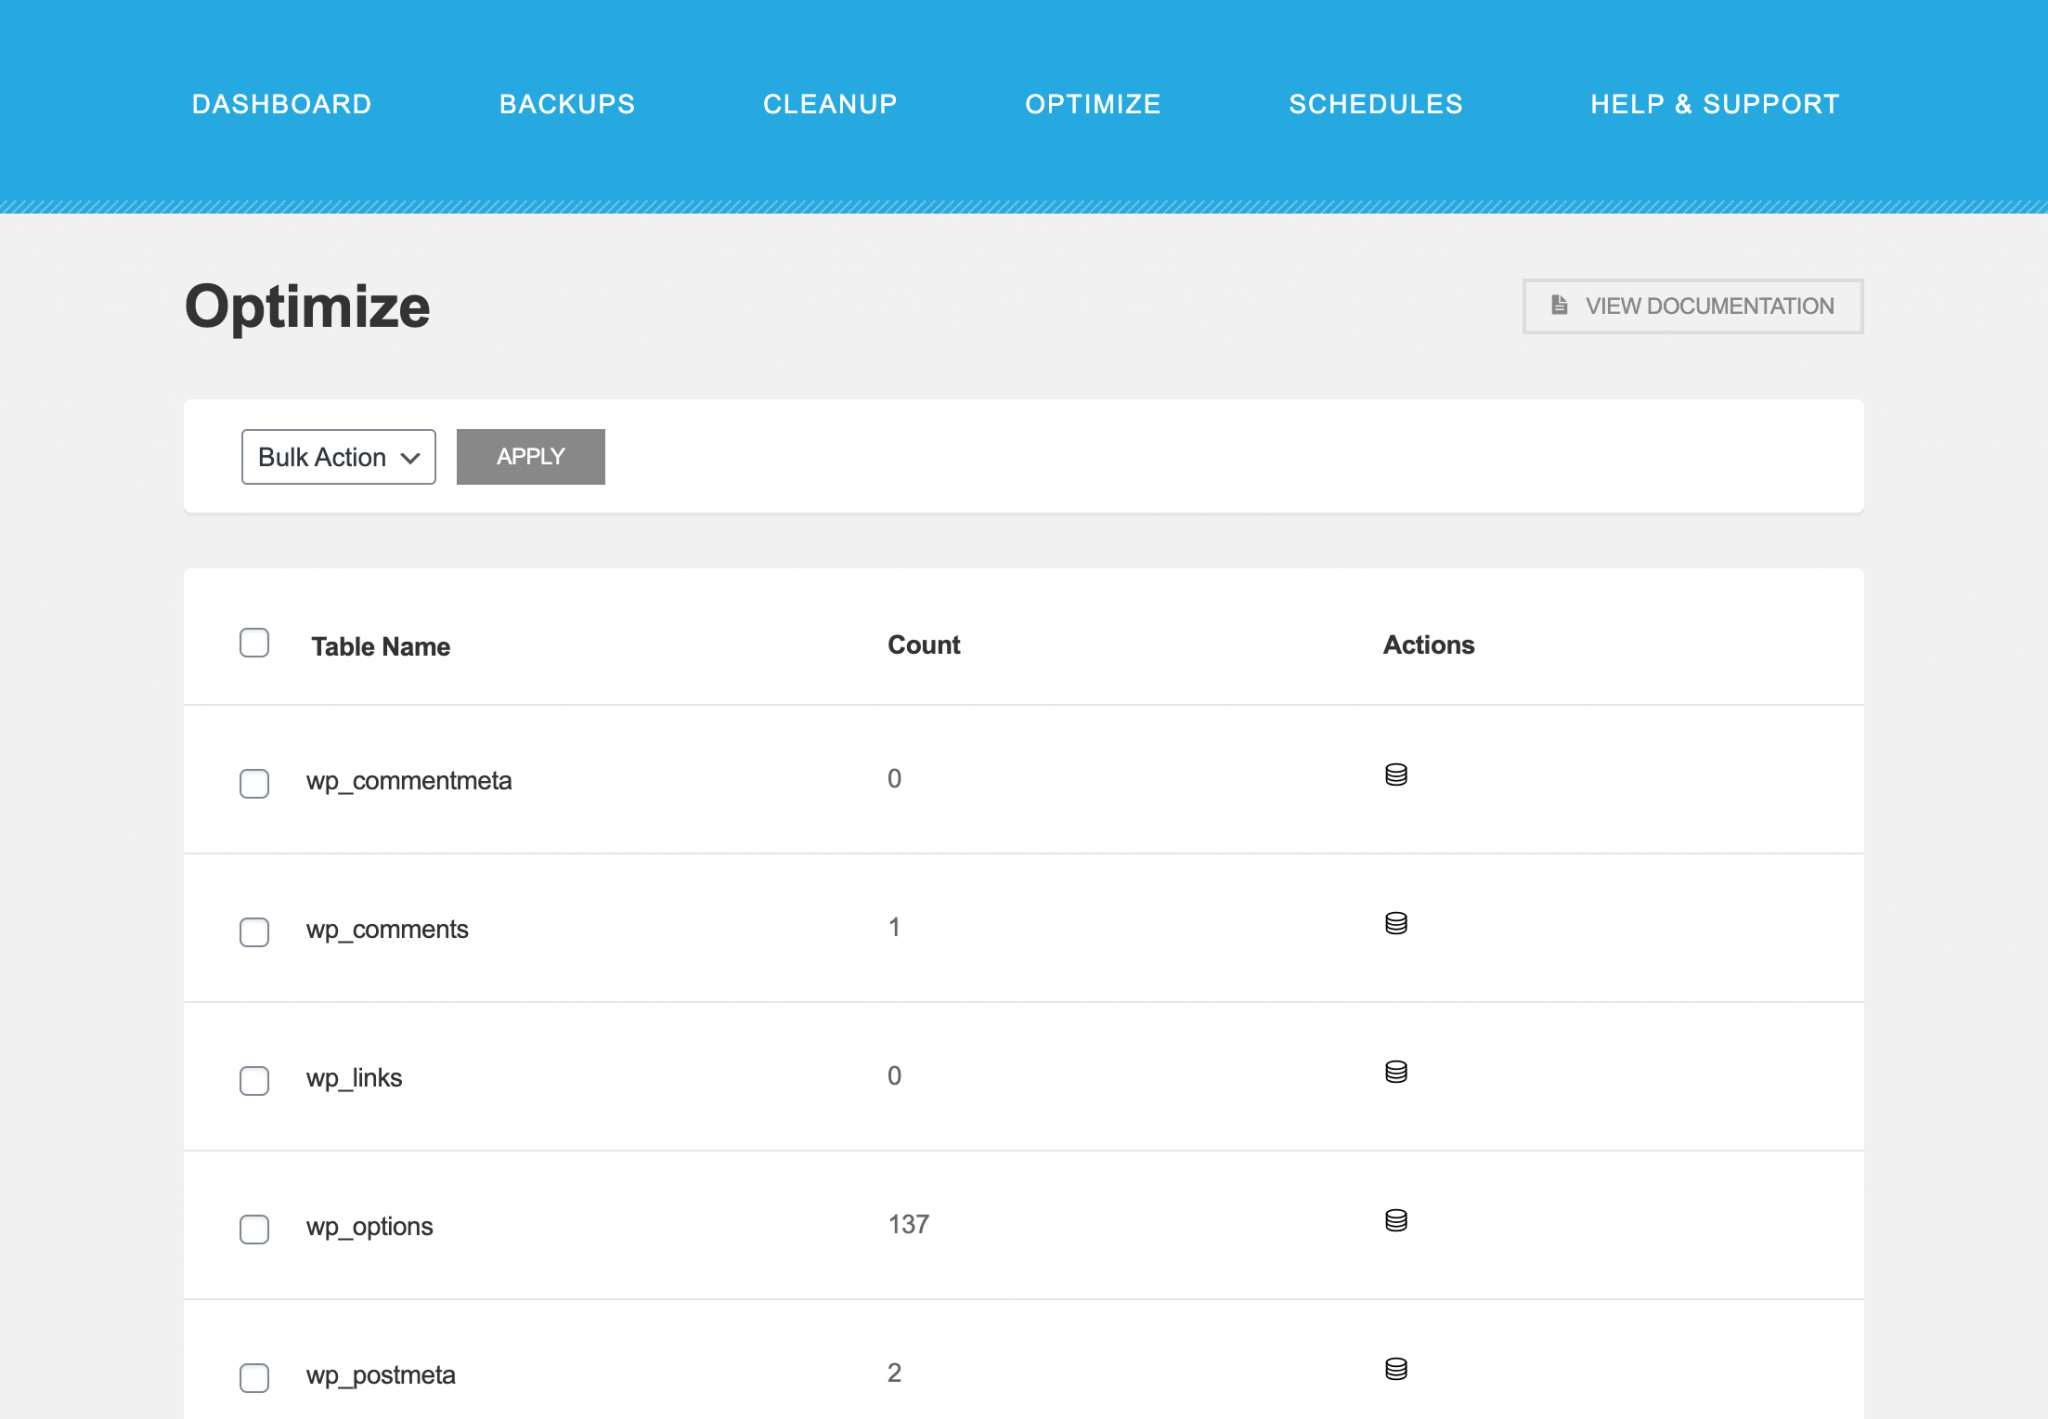 DASHBOARD BACKUPS CLEANUP OPTIMIZE SCHEDULES HELP & SUPPORT
Optimize VIEW DOCUMENTATION
Bulk Action APPLY
Table Name Count Actions
wp_commentmeta 0
wp_comments 1
wp_links 0
wp_options 137
wp_postmeta 2